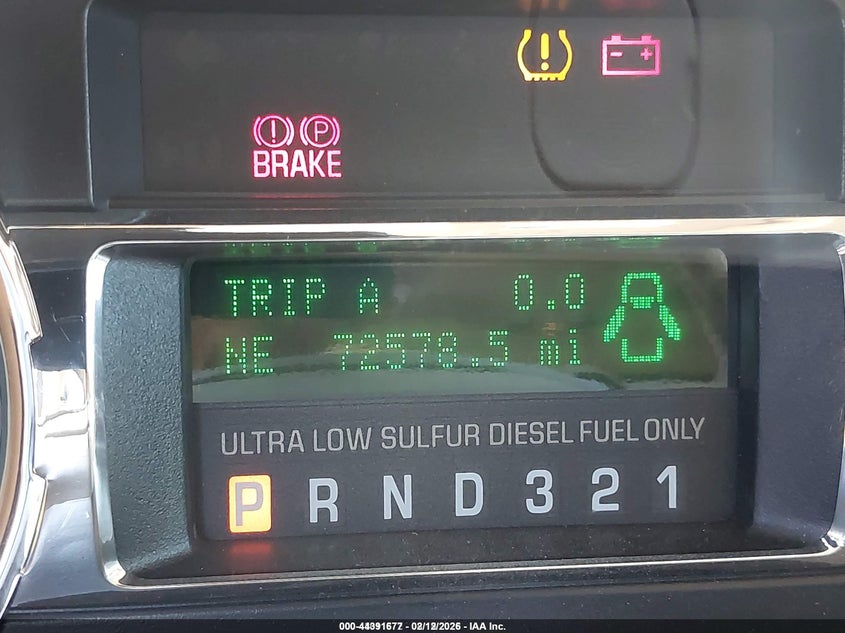 BRAKE
TRIP A 0.0
NE 72578.5 mi
ULTRA LOW SULFUR DIESEL FUEL ONLY
P R N D 3 2 1
000-44391677 - 02/12/2026 - IAA Inc.